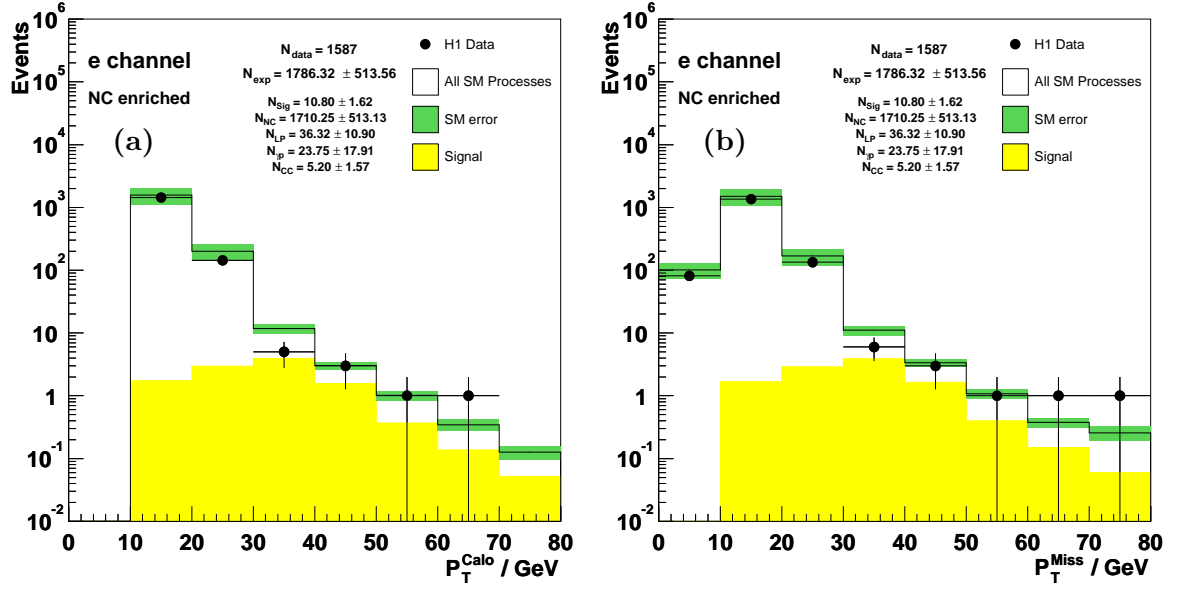 Events
10^6
10^5
10^4
10^3
10^2
10
1
10^-1
10^-2
e channel
NC enriched
(a)
N_data = 1587
N_exp = 1786.32 ± 513.56
N_Sig = 10.80 ± 1.62
N_NC = 1710.25 ± 513.13
N_LP = 36.32 ± 10.90
= 23.75 ± 17.91
N_CC = 5.20 ± 1.57
H1 Data
All SM Processes
SM error
Signal
0 10 20 30 40 50 60 70 80
P_T^Calo / GeV
Events
10^6
10^5
10^4
10^3
10^2
10
1
10^-1
10^-2
e channel
NC enriched
(b)
N_data = 1587
N_exp = 1786.32 ± 513.56
N_Sig = 10.80 ± 1.62
N_NC = 1710.25 ± 513.13
N_LP = 36.32 ± 10.90
= 23.75 ± 17.91
N_CC = 5.20 ± 1.57
H1 Data
All SM Processes
SM error
Signal
0 10 20 30 40 50 60 70 80
P_T^Miss / GeV